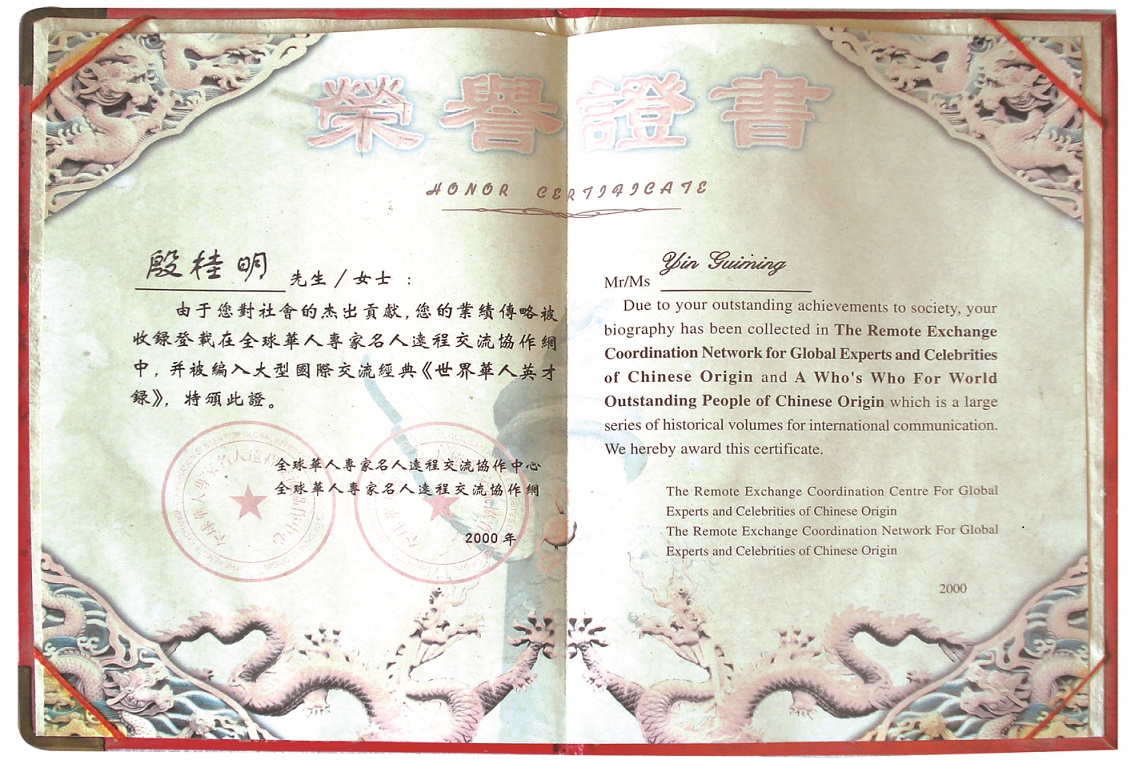 榮譽證書
HONOR CERTIFICATE
殷桂明 先生/女士：
由于您對社會的杰出貢獻，您的業績傳略被
收錄登載在全球華人專家名人遠程交流協作網
中，并被編入大型國際交流經典《世界華人英才
錄》，特頒此證。
全球華人專家名人遠程交流協作中心
全球華人專家名人遠程交流協作網
2000 年
Mr/Ms Yin Guiming
Due to your outstanding achievements to society, your
biography has been collected in The Remote Exchange
Coordination Network for Global Experts and Celebrities
of Chinese Origin and A Who's Who For World
Outstanding People of Chinese Origin which is a large
series of historical volumes for international communication.
We hereby award this certificate.
The Remote Exchange Coordination Centre For Global
Experts and Celebrities of Chinese Origin
The Remote Exchange Coordination Network For Global
Experts and Celebrities of Chinese Origin
2000